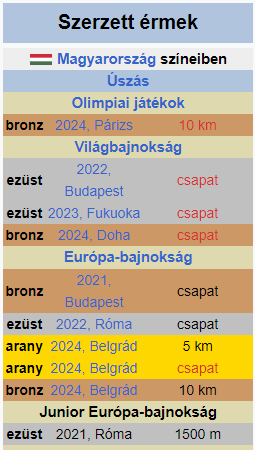 Szerzett érmek
Magyarország színeiben
Úszás
Olimpiai játékok
bronz 2024, Párizs 10 km
Világbajnokság
ezüst 2022, Budapest csapat
ezüst 2023, Fukuoka csapat
bronz 2024, Doha csapat
Európa-bajnokság
bronz 2021, Budapest csapat
ezüst 2022, Róma csapat
arany 2024, Belgrád 5 km
arany 2024, Belgrád csapat
bronz 2024, Belgrád 10 km
Junior Európa-bajnokság
ezüst 2021, Róma 1500 m